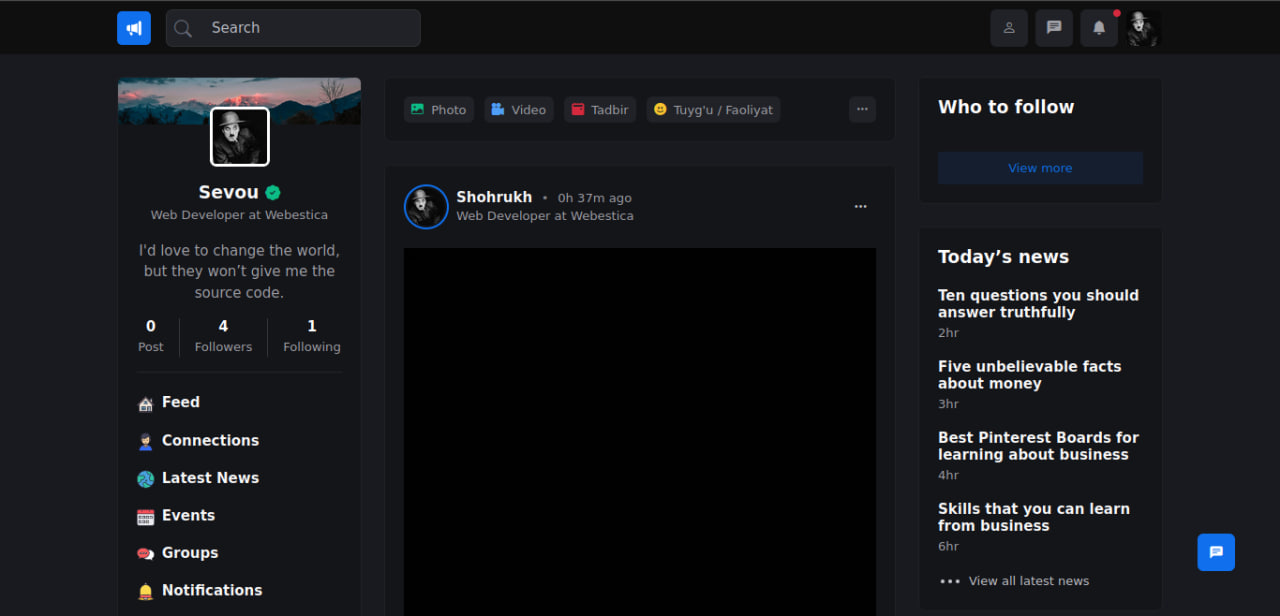 Search
Sevou
Web Developer at Webestica
I'd love to change the world,
but they won’t give me the
source code.
0
Post
4
Followers
1
Following
Feed
Connections
Latest News
Events
Groups
Notifications
Photo
Video
Tadbir
Tuyg'u / Faoliyat
Shohrukh • 0h 37m ago
Web Developer at Webestica
Who to follow
View more
Today’s news
Ten questions you should
answer truthfully
2hr
Five unbelievable facts
about money
3hr
Best Pinterest Boards for
learning about business
4hr
Skills that you can learn
from business
6hr
View all latest news